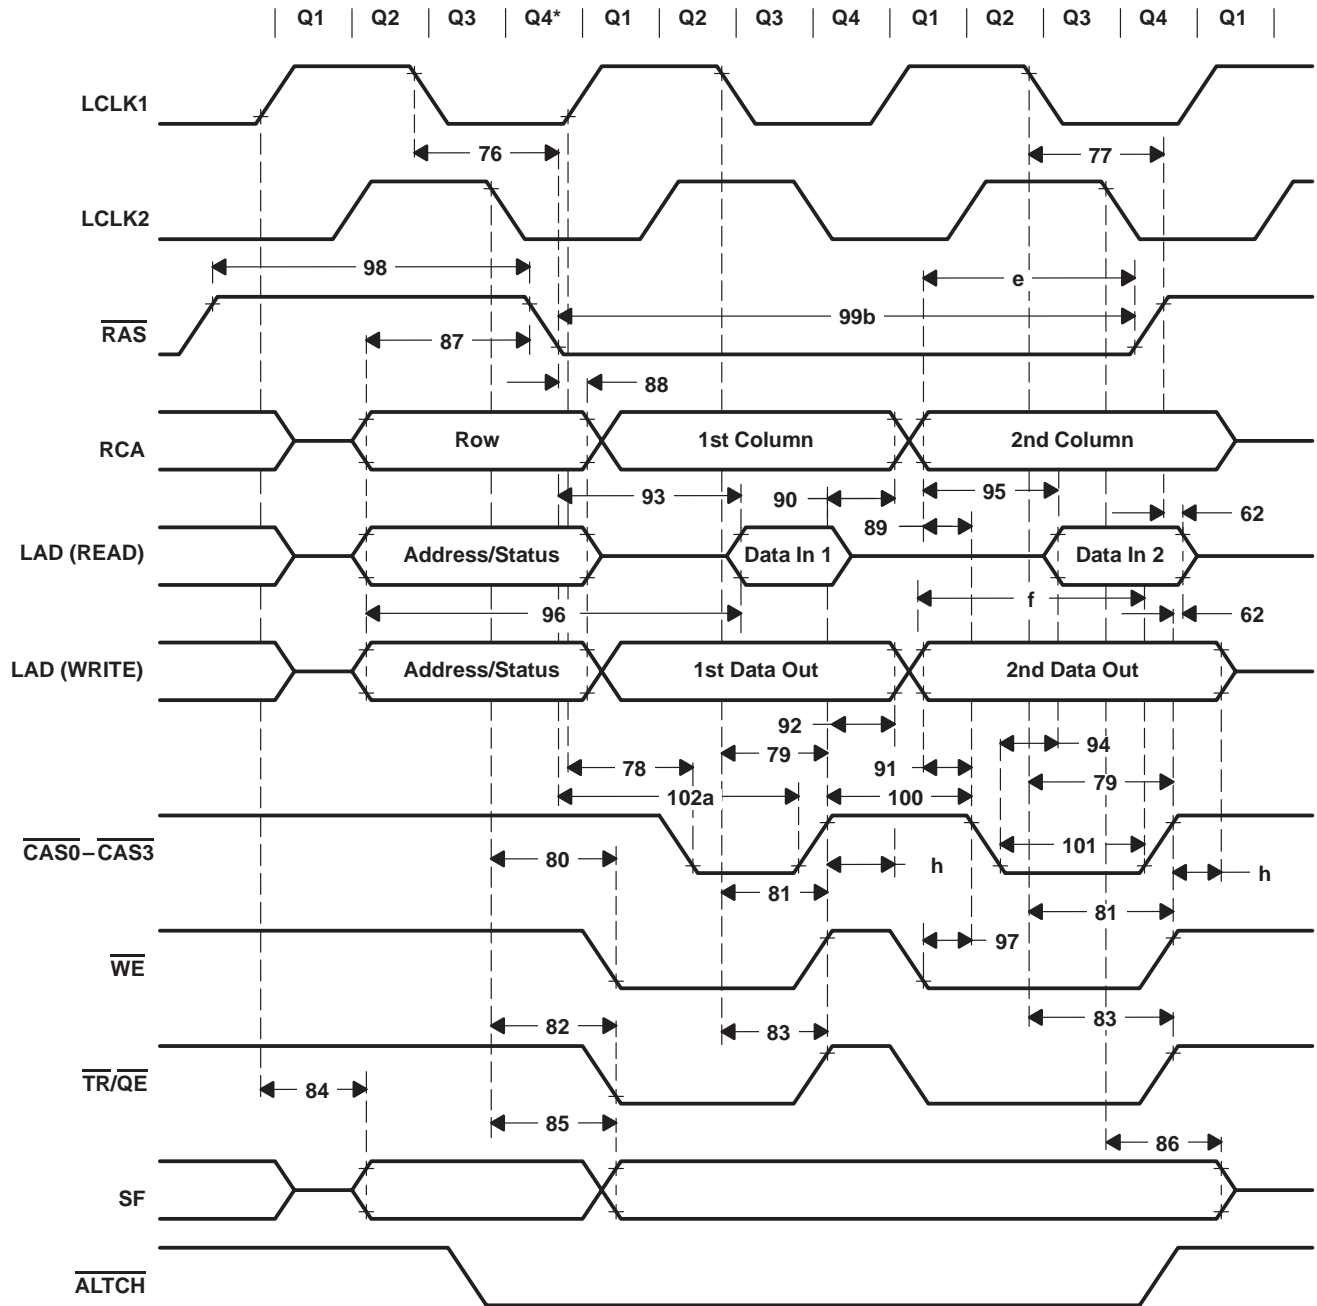 Q1 Q2 Q3 Q4* Q1 Q2 Q3 Q4 Q1 Q2 Q3 Q4 Q1
LCLK1
76 77
LCLK2
98 e
RAS 99b
87
88
RCA Row 1st Column 2nd Column
93 90 95
89 62
LAD (READ) Address/Status Data In 1 Data In 2
96 f 62
LAD (WRITE) Address/Status 1st Data Out 2nd Data Out
92 94
78 79 91 79
102a 100
CAS0–CAS3 80 101
81 h h
81
WE 97
82 83 83
TR/QE 84
85
86
SF
ALTCH